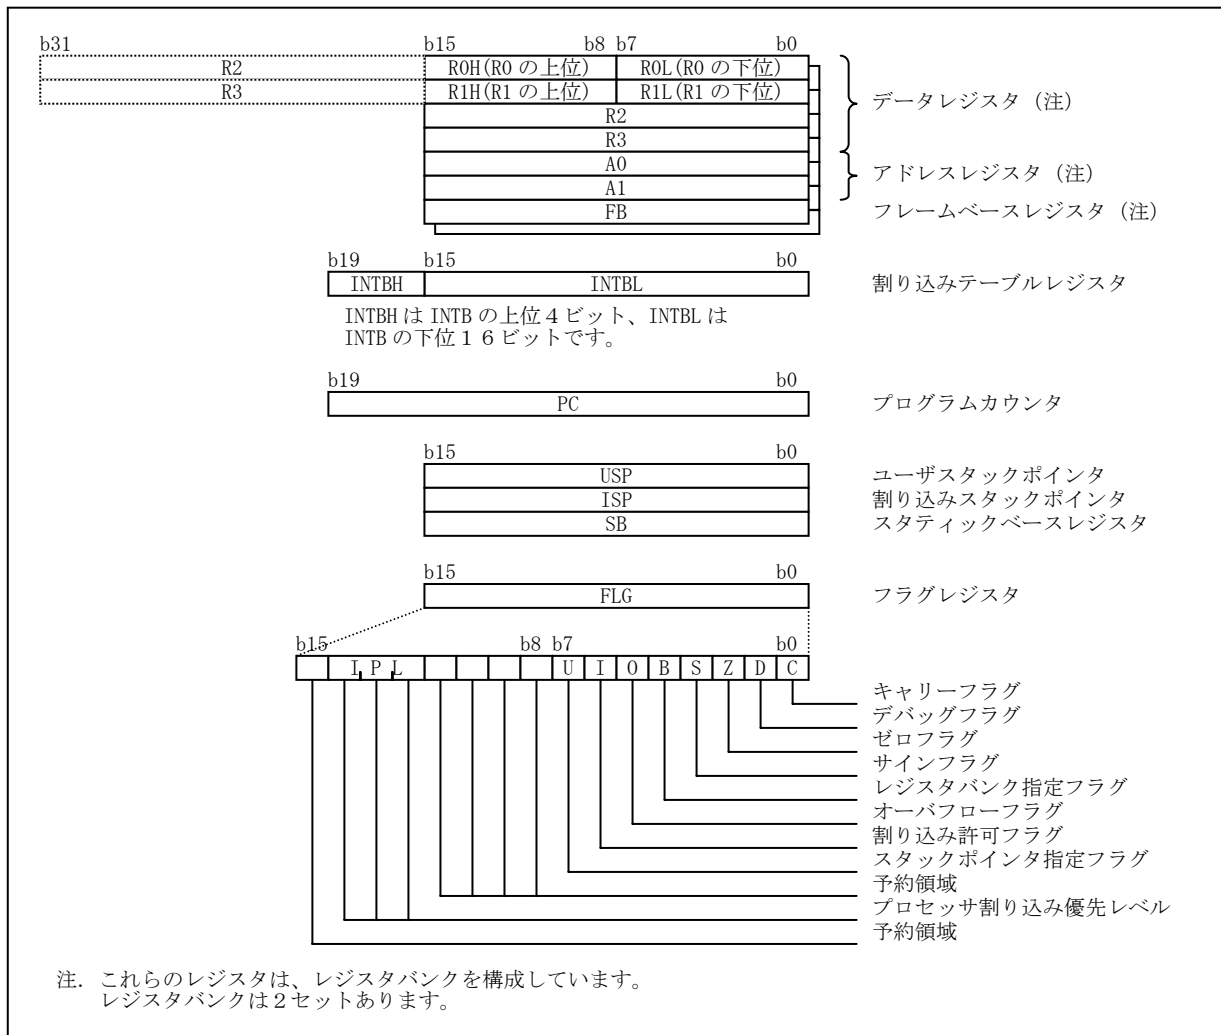 b31 b15 b8 b7 b0
R2 R0H(R0 の上位) R0L(R0 の下位)
R3 R1H(R1 の上位) R1L(R1 の下位)
データレジスタ (注)
R2
R3
A0
アドレスレジスタ (注)
A1
FB フレームベースレジスタ (注)
b19 b15 b0
INTBH INTBL 割り込みテーブルレジスタ
INTBH は INTB の上位４ビット、INTBL は
INTB の下位１６ビットです。
b19 b0
PC プログラムカウンタ
b15 b0
USP ユーザスタックポインタ
ISP 割り込みスタックポインタ
SB スタティックベースレジスタ
b15 b0
FLG フラグレジスタ
b15 b8 b7 b0
I P L U I O B S Z D C
キャリーフラグ
デバッグフラグ
ゼロフラグ
サインフラグ
レジスタバンク指定フラグ
オーバフローフラグ
割り込み許可フラグ
スタックポインタ指定フラグ
予約領域
プロセッサ割り込み優先レベル
予約領域
注. これらのレジスタは、レジスタバンクを構成しています。
レジスタバンクは２セットあります。